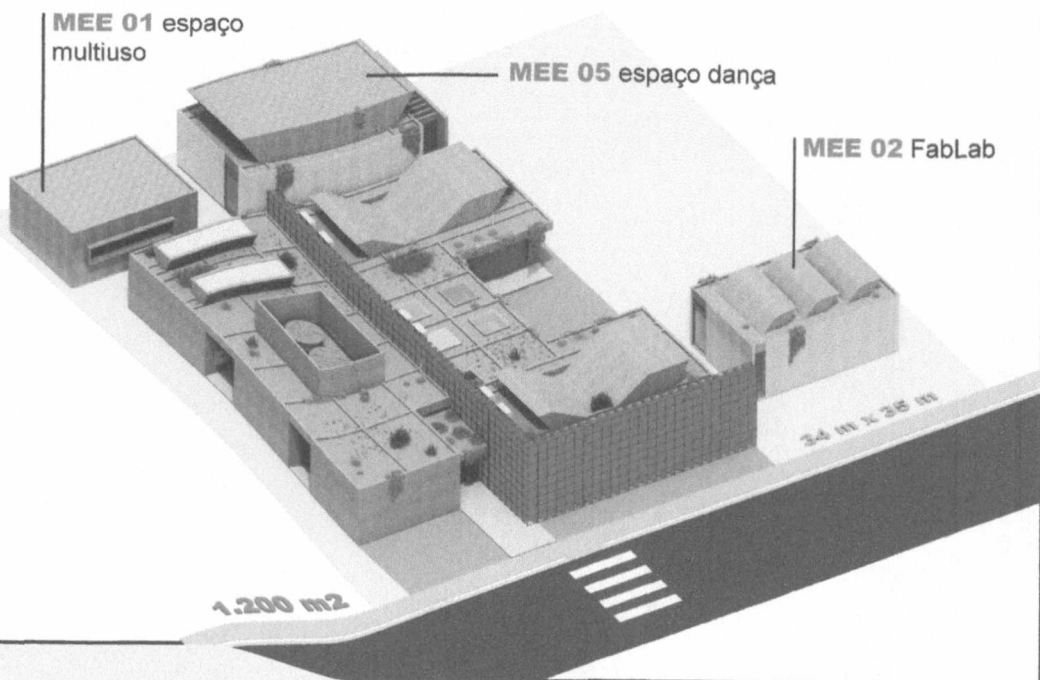 MEE 01 espaço
multiuso
MEE 05 espaço dança
MEE 02 FabLab
34 m x 35 m
1.200 m2